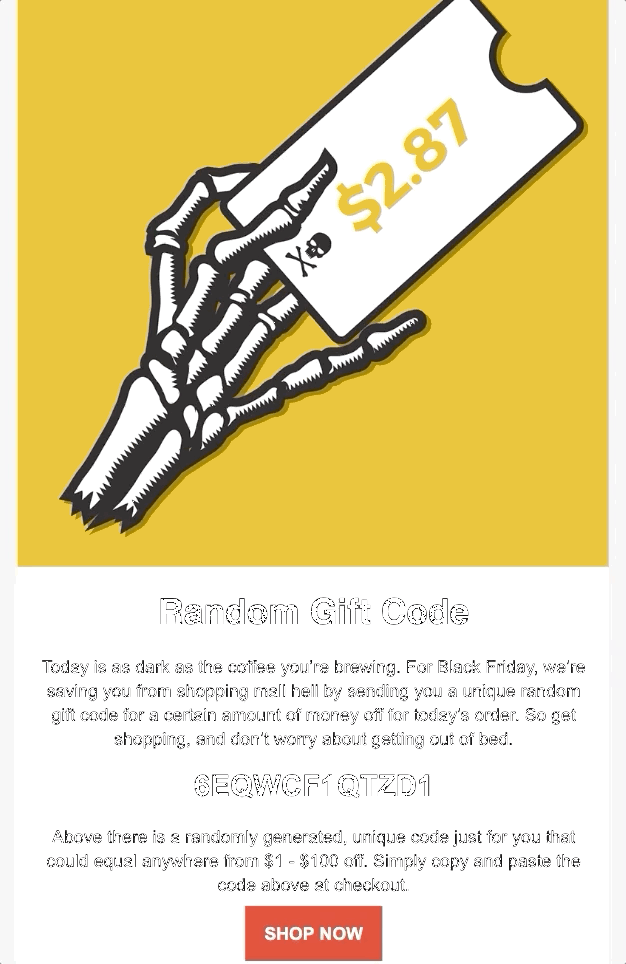 $2.87
Random Gift Code
Today is as dark as the coffee you're brewing. For Black Friday, we're
saving you from shopping mall hell by sending you a unique random
gift code for a certain amount of money off for today's order. So get
shopping, and don't worry about getting out of bed.
6EQWCF1QTZD1
Above there is a randomly generated, unique code just for you that
could equal anywhere from $1 - $100 off. Simply copy and paste the
code above at checkout.
SHOP NOW